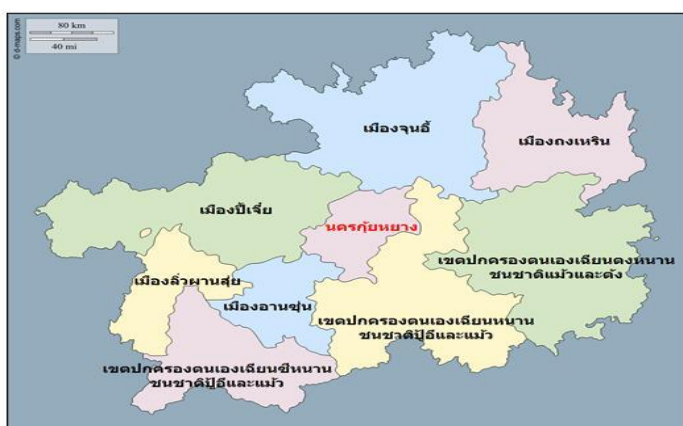 80 km
40 mi
© d-maps.com
เมืองจุนอี้
เมืองถงเหริน
เมืองปี้เจี๋ย
นครกุ้ยหยาง
เขตปกครองตนเองเฉียนตงหนาน
ชนชาติแม้วและต้ง
เมืองลิ่วผานสุ่ย
เมืองอานซุ่น
เขตปกครองตนเองเฉียนหนาน
ชนชาติปู้อีและแม้ว
เขตปกครองตนเองเฉียนซีหนาน
ชนชาติปู้อีและแม้ว